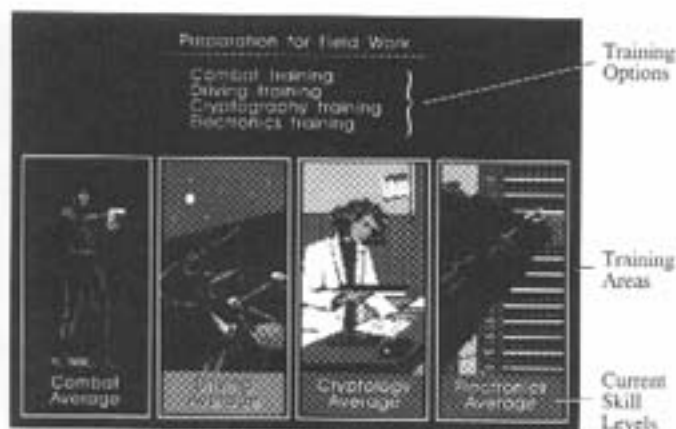 Preparation for Field Work
Combat training
Driving training
Cryptography training
Electronics training
Training
Options
Training
Areas
Combat
Average
Cryptology
Average
Electronics
Average
Current
Skill
Levels